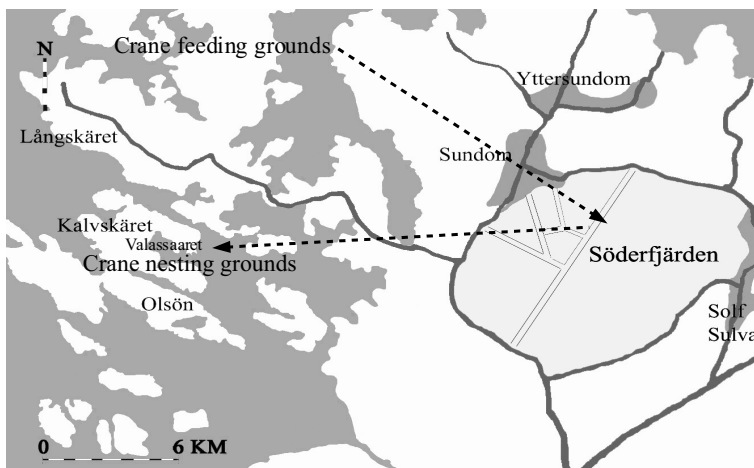 Crane feeding grounds
N
Yttersundom
Långskäret
Sundom
Kalvskäret
Valassaaret
Crane nesting grounds
Söderfjärden
Olsön
Solf
Sulva
0 6 KM